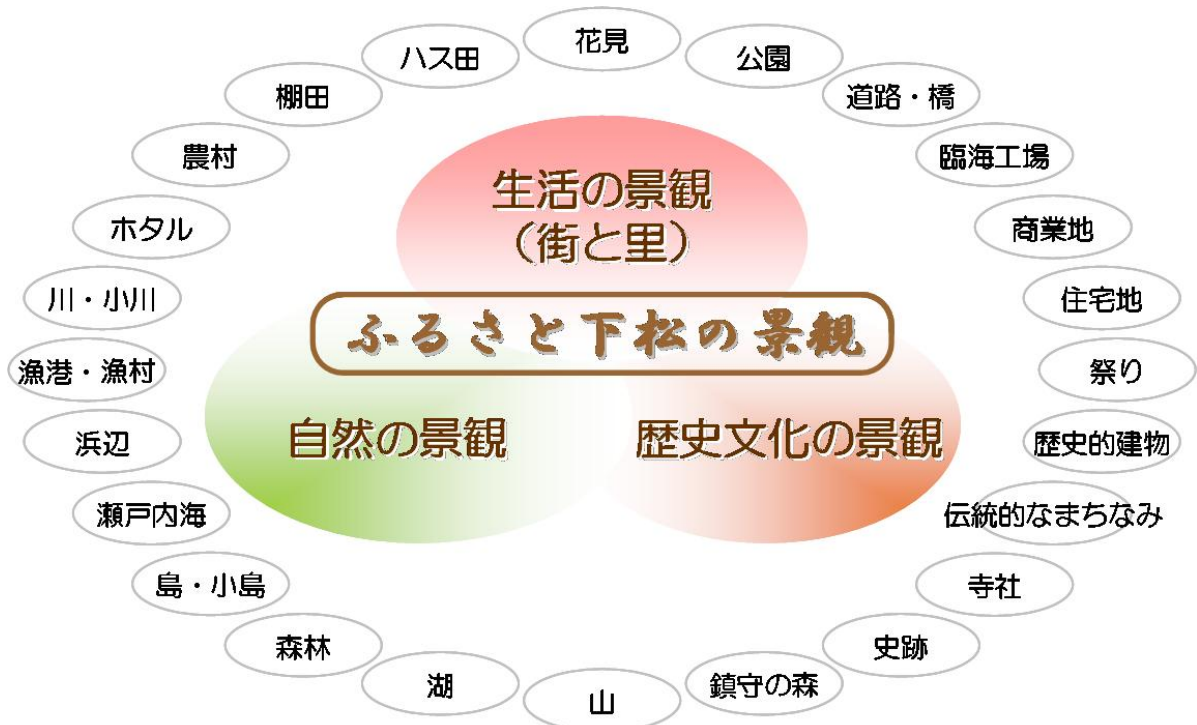 花見
公園
道路・橋
臨海工場
商業地
住宅地
祭り
歴史的建物
伝統的なまちなみ
寺社
史跡
鎮守の森
山
湖
森林
島・小島
瀬戸内海
浜辺
漁港・漁村
川・小川
ホタル
農村
棚田
ハス田
生活の景観
（街と里）
ふるさと下松の景観
自然の景観
歴史文化の景観